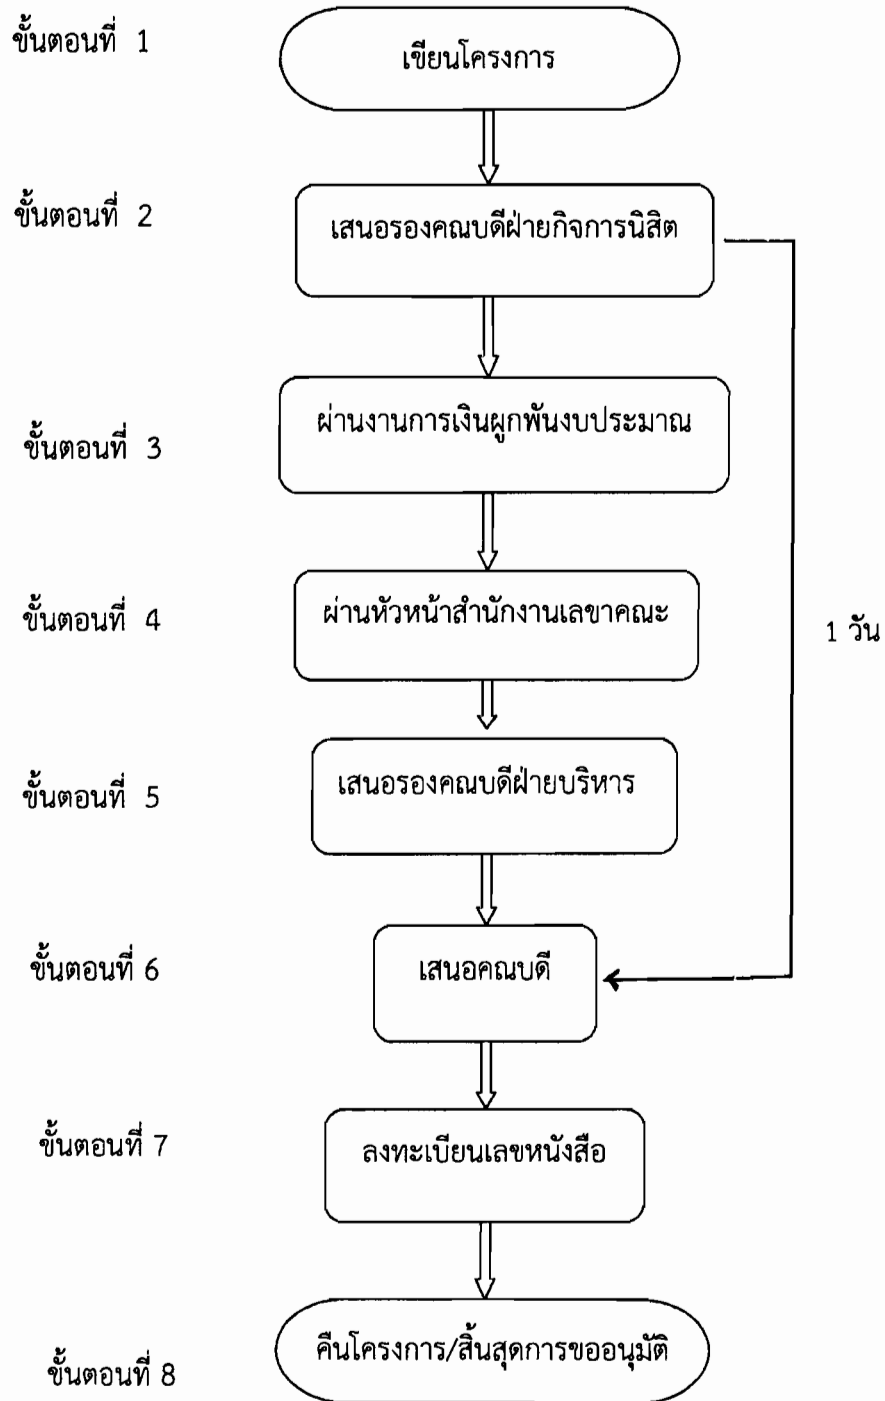 ขั้นตอนที่ 1
เขียนโครงการ
ขั้นตอนที่ 2
เสนอรองคณบดีฝ่ายกิจการนิสิต
ขั้นตอนที่ 3
ผ่านงานการเงินผูกพันงบประมาณ
ขั้นตอนที่ 4
ผ่านหัวหน้าสำนักงานเลขาคณะ
1 วัน
ขั้นตอนที่ 5
เสนอรองคณบดีฝ่ายบริหาร
ขั้นตอนที่ 6
เสนอคณบดี
ขั้นตอนที่ 7
ลงทะเบียนเลขหนังสือ
ขั้นตอนที่ 8
คืนโครงการ/สิ้นสุดการขออนุมัติ